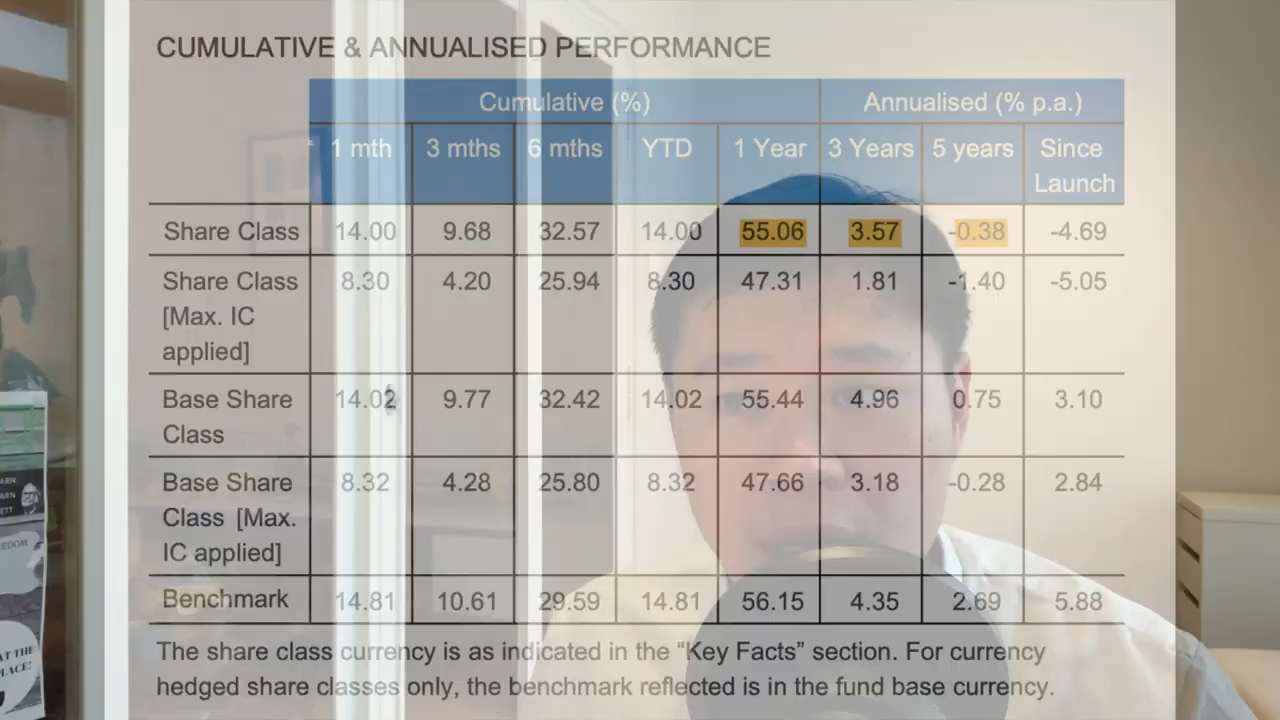 CUMULATIVE & ANNUALISED PERFORMANCE
Cumulative (%) Annualised (% p.a.)
1 mth 3 mths 6 mths YTD 1 Year 3 Years 5 years Since Launch
Share Class 14.00 9.68 32.57 14.00 55.06 3.57 -0.38 -4.69
Share Class [Max. IC applied] 8.30 4.20 25.94 8.30 47.31 1.81 -1.40 -5.05
Base Share Class 14.02 9.77 32.42 14.02 55.44 4.96 0.75 3.10
Base Share Class [Max. IC applied] 8.32 4.28 25.80 8.32 47.66 3.18 -0.28 2.84
Benchmark 14.81 10.61 29.59 14.81 56.15 4.35 2.69 5.88
The share class currency is as indicated in the “Key Facts” section. For currency
hedged share classes only, the benchmark reflected is in the fund base currency.